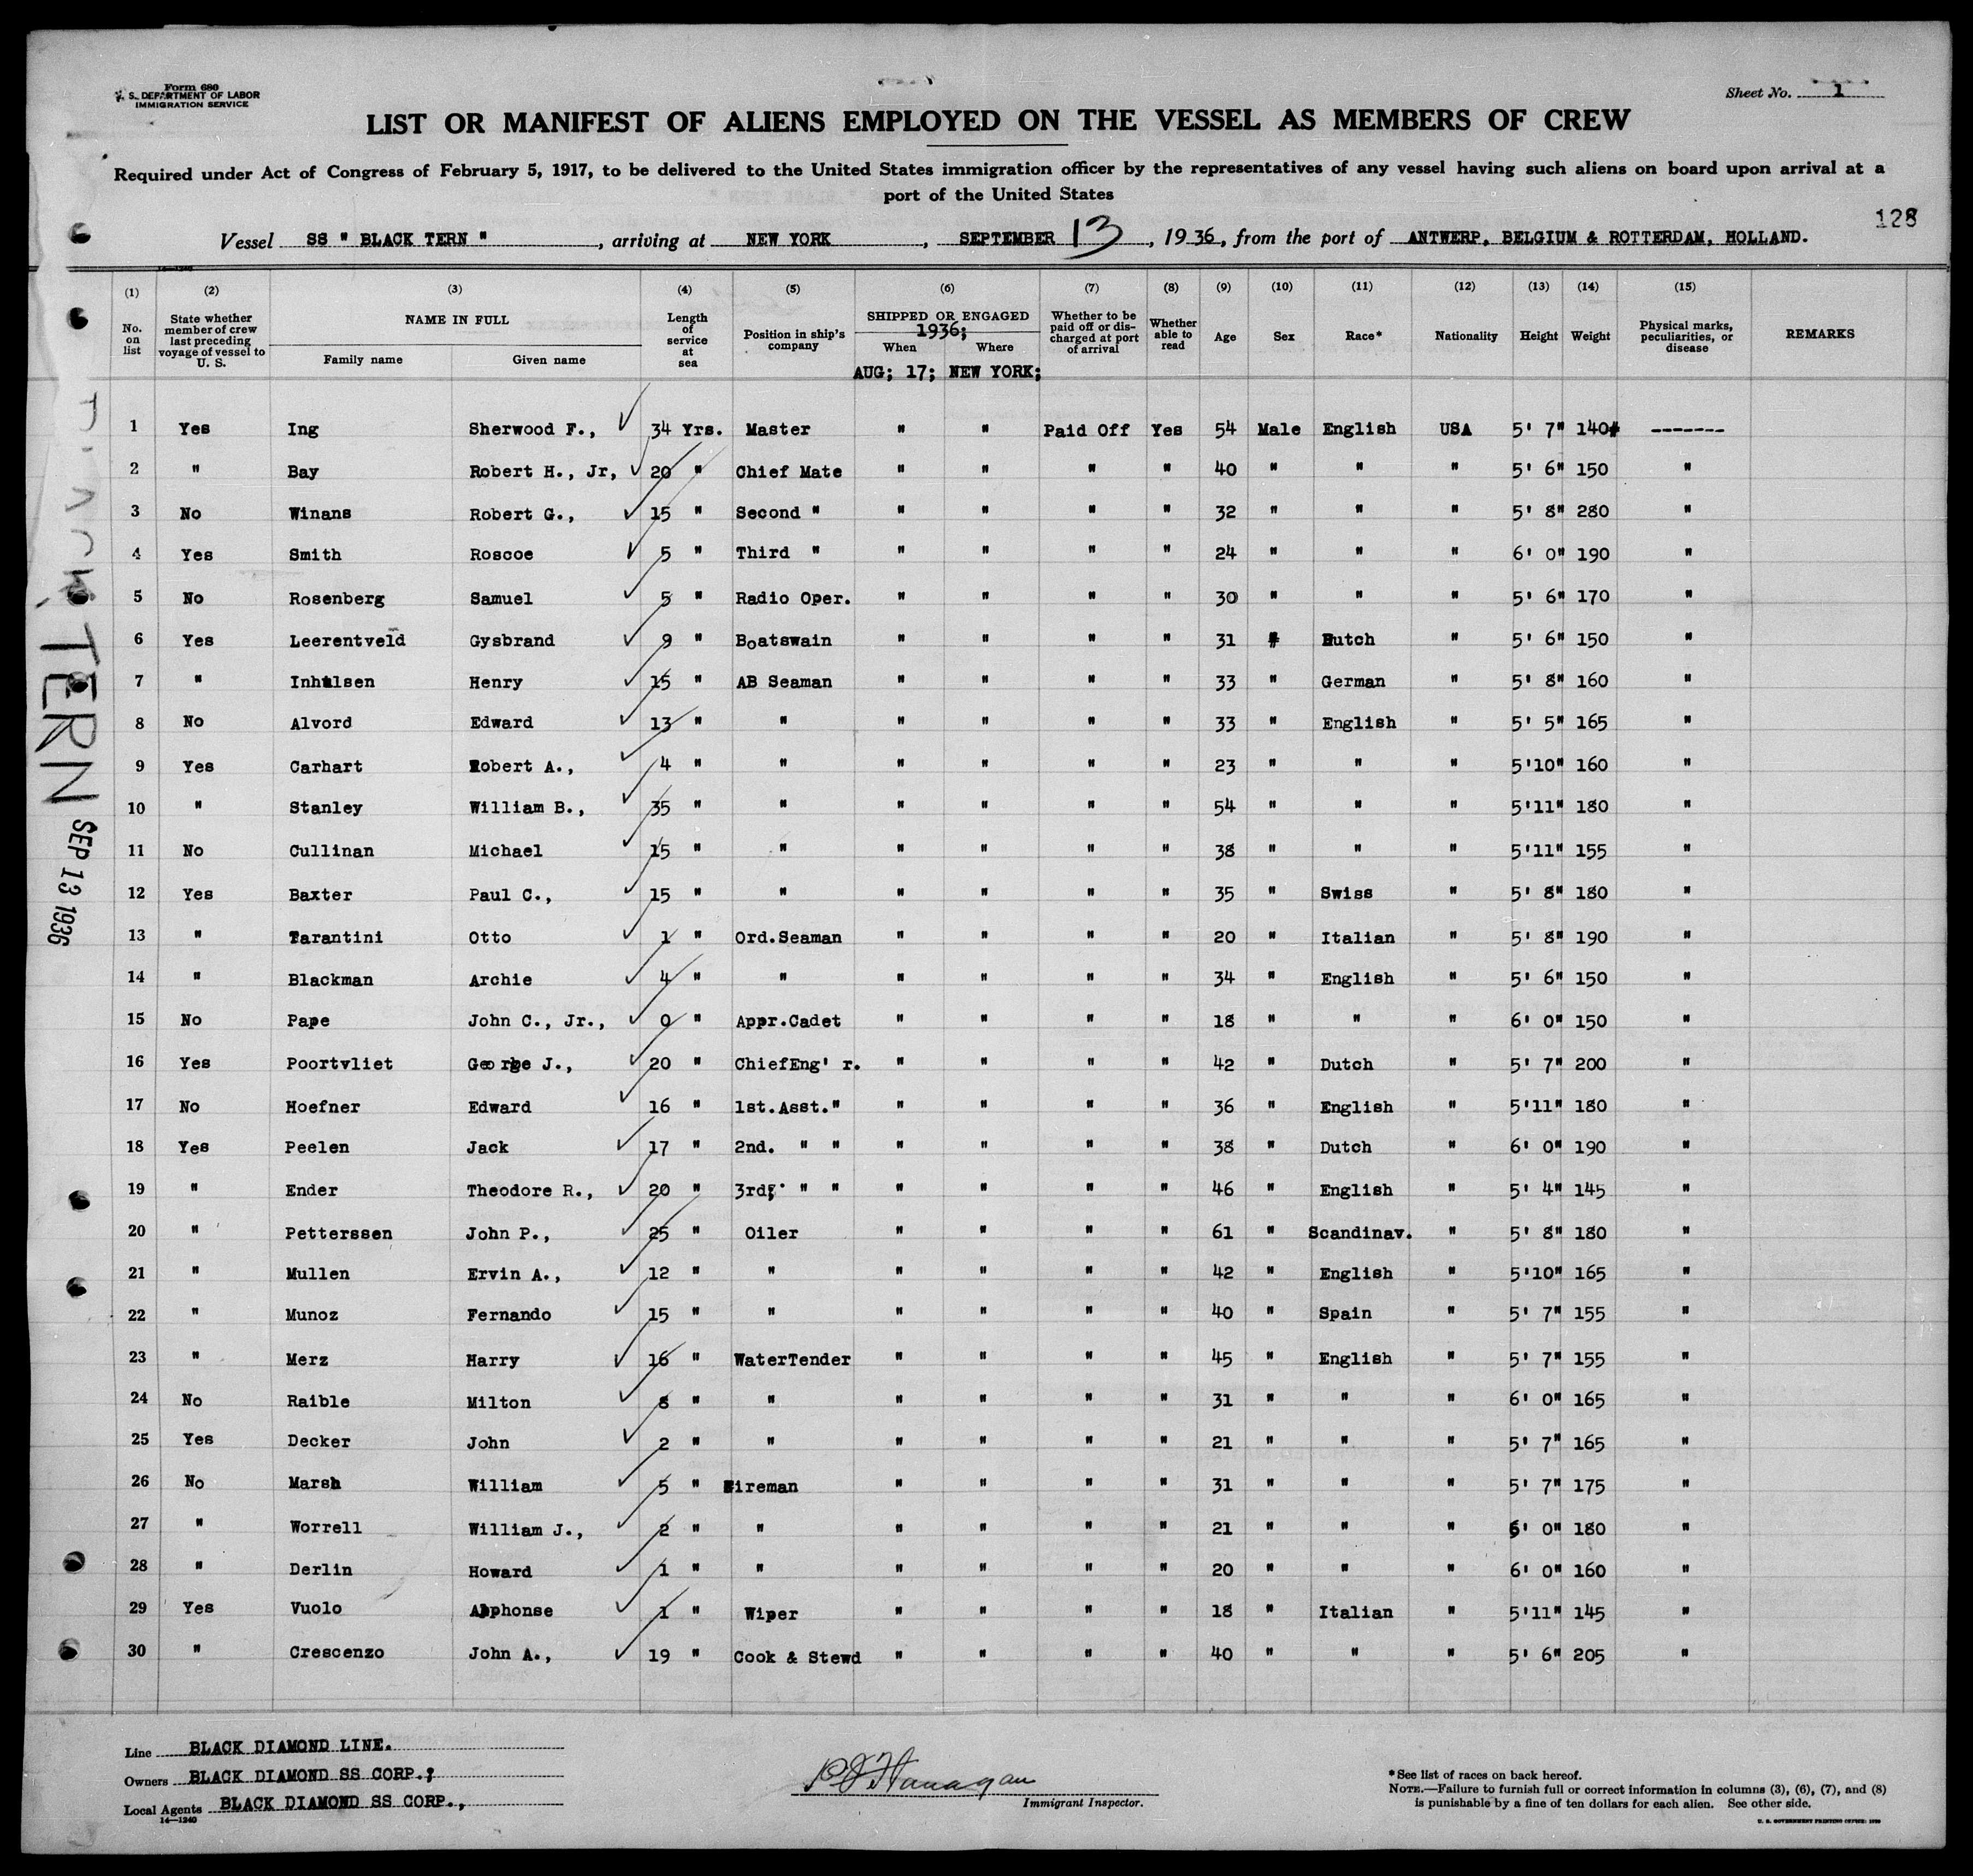 Form 680
U. S. DEPARTMENT OF LABOR
IMMIGRATION SERVICE
Sheet No. 1
LIST OR MANIFEST OF ALIENS EMPLOYED ON THE VESSEL AS MEMBERS OF CREW
Required under Act of Congress of February 5, 1917, to be delivered to the United States immigration officer by the representatives of any vessel having such aliens on board upon arrival at a
port of the United States
128
Vessel SS " BLACK TERN " , arriving at NEW YORK , SEPTEMBER 13 , 1936, from the port of ANTWERP, BELGIUM & ROTTERDAM, HOLLAND.
(1) No. on list (2) State whether member of crew last preceding voyage of vessel to U. S. (3) NAME IN FULL Family name Given name (4) Length of service at sea (5) Position in ship's company (6) SHIPPED OR ENGAGED 1936; When Where (7) Whether to be paid off or discharged at port of arrival (8) Whether able to read (9) Age (10) Sex (11) Race* (12) Nationality (13) Height (14) Weight (15) Physical marks, peculiarities, or disease REMARKS
AUG; 17; NEW YORK;
1 Yes Ing Sherwood F., 34 Yrs. Master " " Paid Off Yes 54 Male English USA 5' 7" 140# -------
2 " Bay Robert H., Jr, 20 " Chief Mate " " " " 40 " " " 5' 6" 150 "
3 No Winans Robert G., 15 " Second " " " " " 32 " " " 5' 8" 280 "
4 Yes Smith Roscoe 5 " Third " " " " " 24 " " " 6' 0" 190 "
5 No Rosenberg Samuel 5 " Radio Oper. " " " " 30 " " " 5' 6" 170 "
6 Yes Leerentveld Gysbrand 9 " Boatswain " " " " 31 # Dutch " 5' 6" 150 "
7 " Inhulsen Henry 15 " AB Seaman " " " " 33 " German " 5' 8" 160 "
8 No Alvord Edward 13 " " " " " " 33 " English " 5' 5" 165 "
9 Yes Carhart Robert A., 4 " " " " " " 23 " " " 5'10" 160 "
10 " Stanley William B., 35 " " " " " " 54 " " " 5'11" 180 "
11 No Cullinan Michael 15 " " " " " " 38 " " " 5'11" 155 "
12 Yes Baxter Paul C., 15 " " " " " " 35 " Swiss " 5' 8" 180 "
13 " Tarantini Otto 1 " Ord.Seaman " " " " 20 " Italian " 5' 8" 190 "
14 " Blackman Archie 4 " " " " " " 34 " English " 5' 6" 150 "
15 No Pape John C., Jr., 0 " Appr.Cadet " " " " 18 " " " 6' 0" 150 "
16 Yes Poortvliet George J., 20 " ChiefEng' r. " " " " 42 " Dutch " 5' 7" 200 "
17 No Hoefner Edward 16 " 1st.Asst." " " " " 36 " English " 5'11" 180 "
18 Yes Peelen Jack 17 " 2nd. " " " " " " 38 " Dutch " 6' 0" 190 "
19 " Ender Theodore R., 20 " 3rd; " " " " " " 46 " English " 5' 4" 145 "
20 " Petterssen John P., 25 " Oiler " " " " 61 " Scandinav. " 5' 8" 180 "
21 " Mullen Ervin A., 12 " " " " " " 42 " English " 5'10" 165 "
22 " Munoz Fernando 15 " " " " " " 40 " Spain " 5' 7" 155 "
23 " Merz Harry 16 " WaterTender " " " " 45 " English " 5' 7" 155 "
24 No Raible Milton 8 " " " " " " 31 " " " 6' 0" 165 "
25 Yes Decker John 2 " " " " " " 21 " " " 5' 7" 165 "
26 No Marsh William 5 " Fireman " " " " 31 " " " 5' 7" 175 "
27 " Worrell William J., 2 " " " " " " 21 " " " 6' 0" 180 "
28 " Derlin Howard 1 " " " " " " 20 " " " 6' 0" 160 "
29 Yes Vuolo Alphonse 1 " Wiper " " " " 18 " Italian " 5'11" 145 "
30 " Crescenzo John A., 19 " Cook & Stewd " " " " 40 " " " 5' 6" 205 "
TERN SEP 13 1936
Line BLACK DIAMOND LINE.
Owners BLACK DIAMOND SS CORP.;
Local Agents BLACK DIAMOND SS CORP.,
14—1240
P J Flanagan
Immigrant Inspector.
*See list of races on back hereof.
NOTE.—Failure to furnish full or correct information in columns (3), (6), (7), and (8)
is punishable by a fine of ten dollars for each alien. See other side.